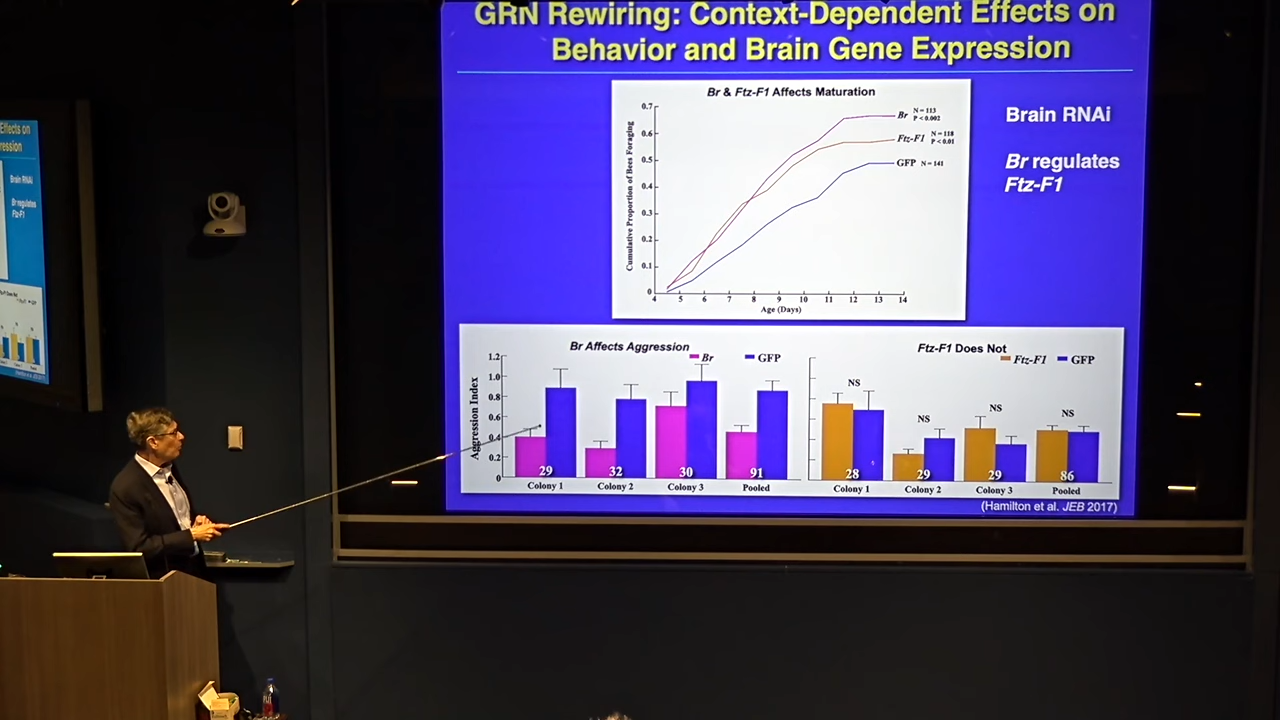 GRN Rewiring: Context-Dependent Effects on
Behavior and Brain Gene Expression
Br & Ftz-F1 Affects Maturation
Cumulative Proportion of Bees Foraging
0.7
0.6
0.5
0.4
0.3
0.2
0.1
0
4 5 6 7 8 9 10 11 12 13 14
Age (Days)
Br N = 113
P < 0.002
Ftz-F1 N = 118
P < 0.01
GFP N = 141
Brain RNAi
Br regulates
Ftz-F1
Br Affects Aggression
Br GFP
Aggression Index
1.2
1.0
0.8
0.6
0.4
0.2
0
29 32 30 91
Colony 1 Colony 2 Colony 3 Pooled
Ftz-F1 Does Not
Ftz-F1 GFP
NS NS NS NS
28 29 29 86
Colony 1 Colony 2 Colony 3 Pooled
(Hamilton et al. JEB 2017)
Effects on
ression
Brain RNAi
Br regulates
Ftz-F1